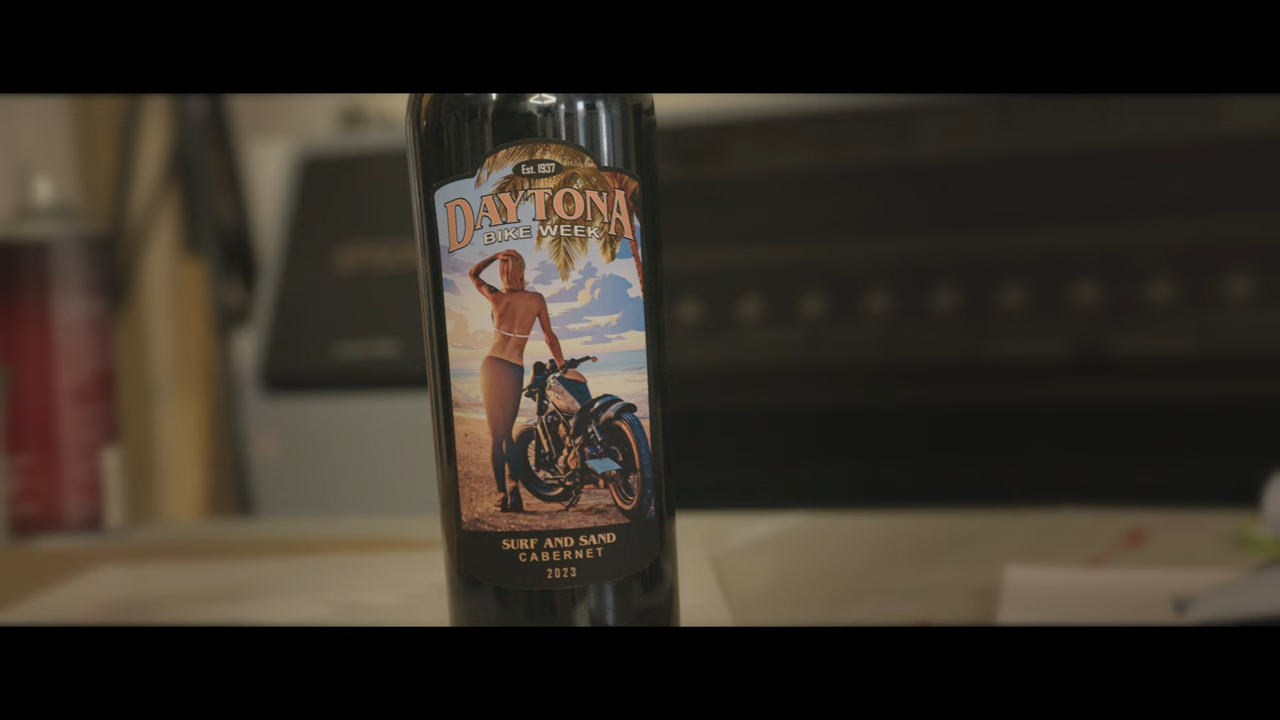 Est. 1937
DAYTONA
BIKE WEEK
SURF AND SAND
CABERNET
2023